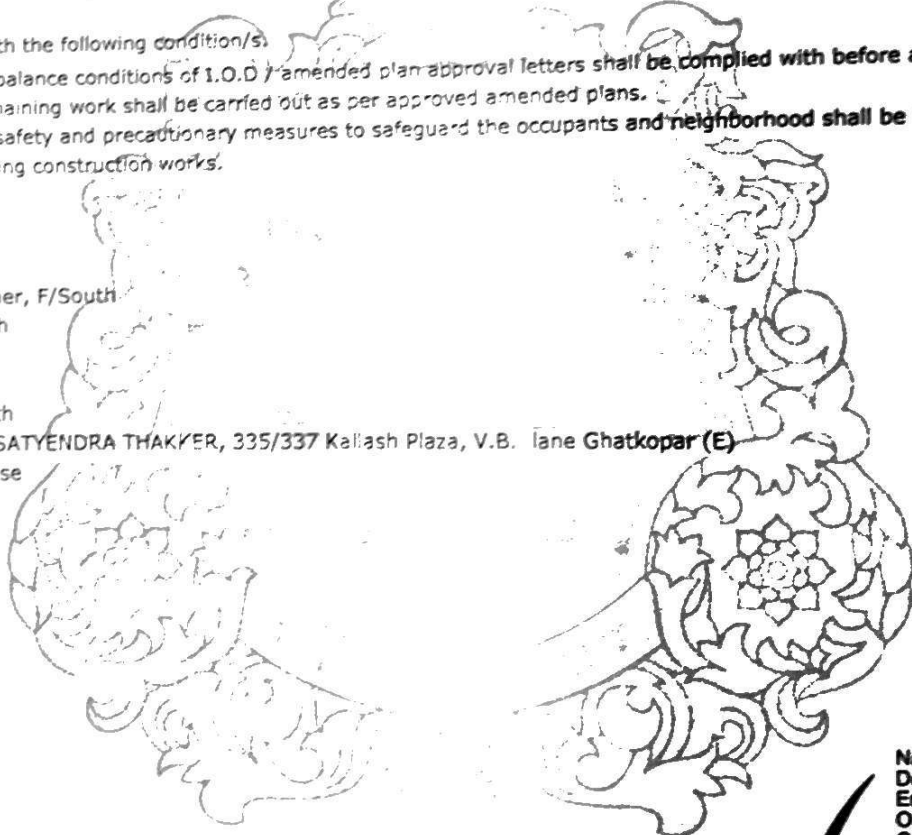 th the following condition/s.
balance conditions of I.O.D / amended plan approval letters shall be complied with before a
naining work shall be carried out as per approved amended plans.
safety and precautionary measures to safeguard the occupants and neighborhood shall be
ng construction works.
er, F/South
h
th
SATYENDRA THAKKER, 335/337 Kailash Plaza, V.B. lane Ghatkopar (E)
se
N
D
E
O